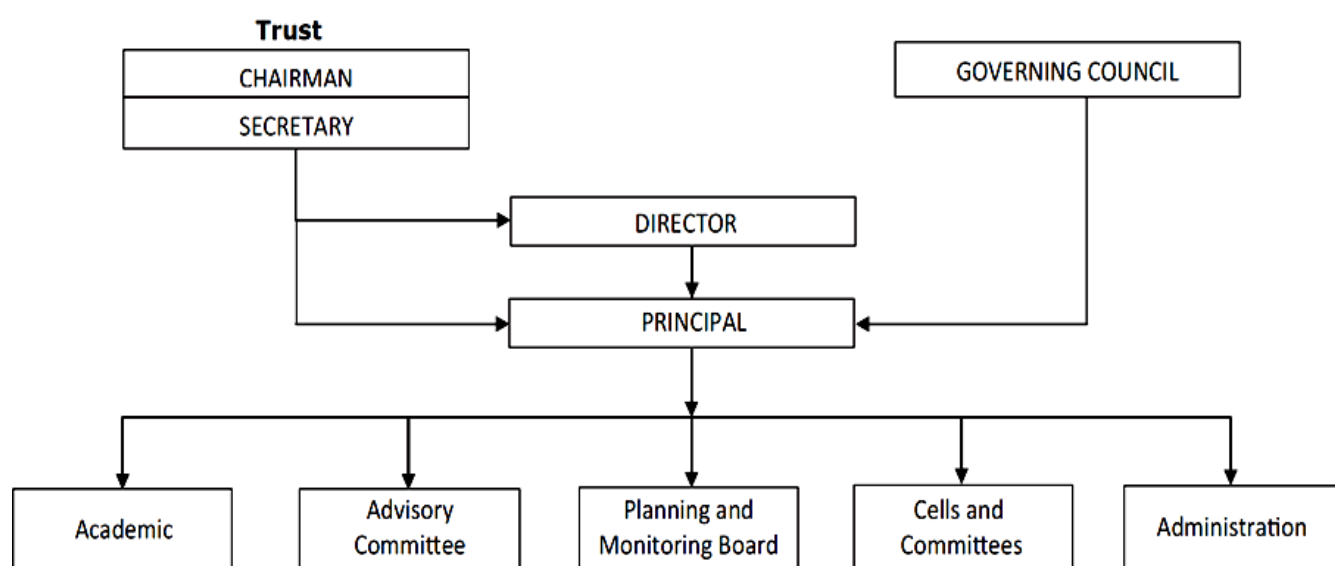 Trust
CHAIRMAN
SECRETARY
GOVERNING COUNCIL
DIRECTOR
PRINCIPAL
Academic
Advisory
Committee
Planning and
Monitoring Board
Cells and
Committees
Administration